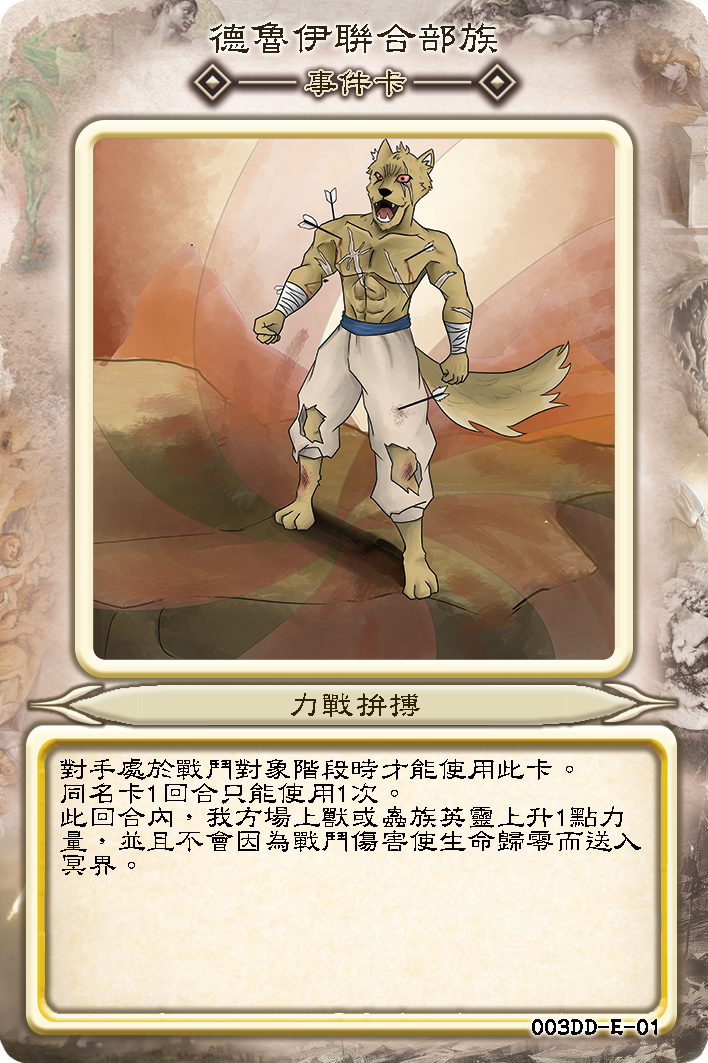 德魯伊聯合部族
事件卡
力戰拚搏
對手處於戰鬥對象階段時才能使用此卡。
同名卡1回合只能使用1次。
此回合內，我方場上獸或蟲族英靈上升1點力
量，並且不會因為戰鬥傷害使生命歸零而送入
冥界。
003DD-E-01